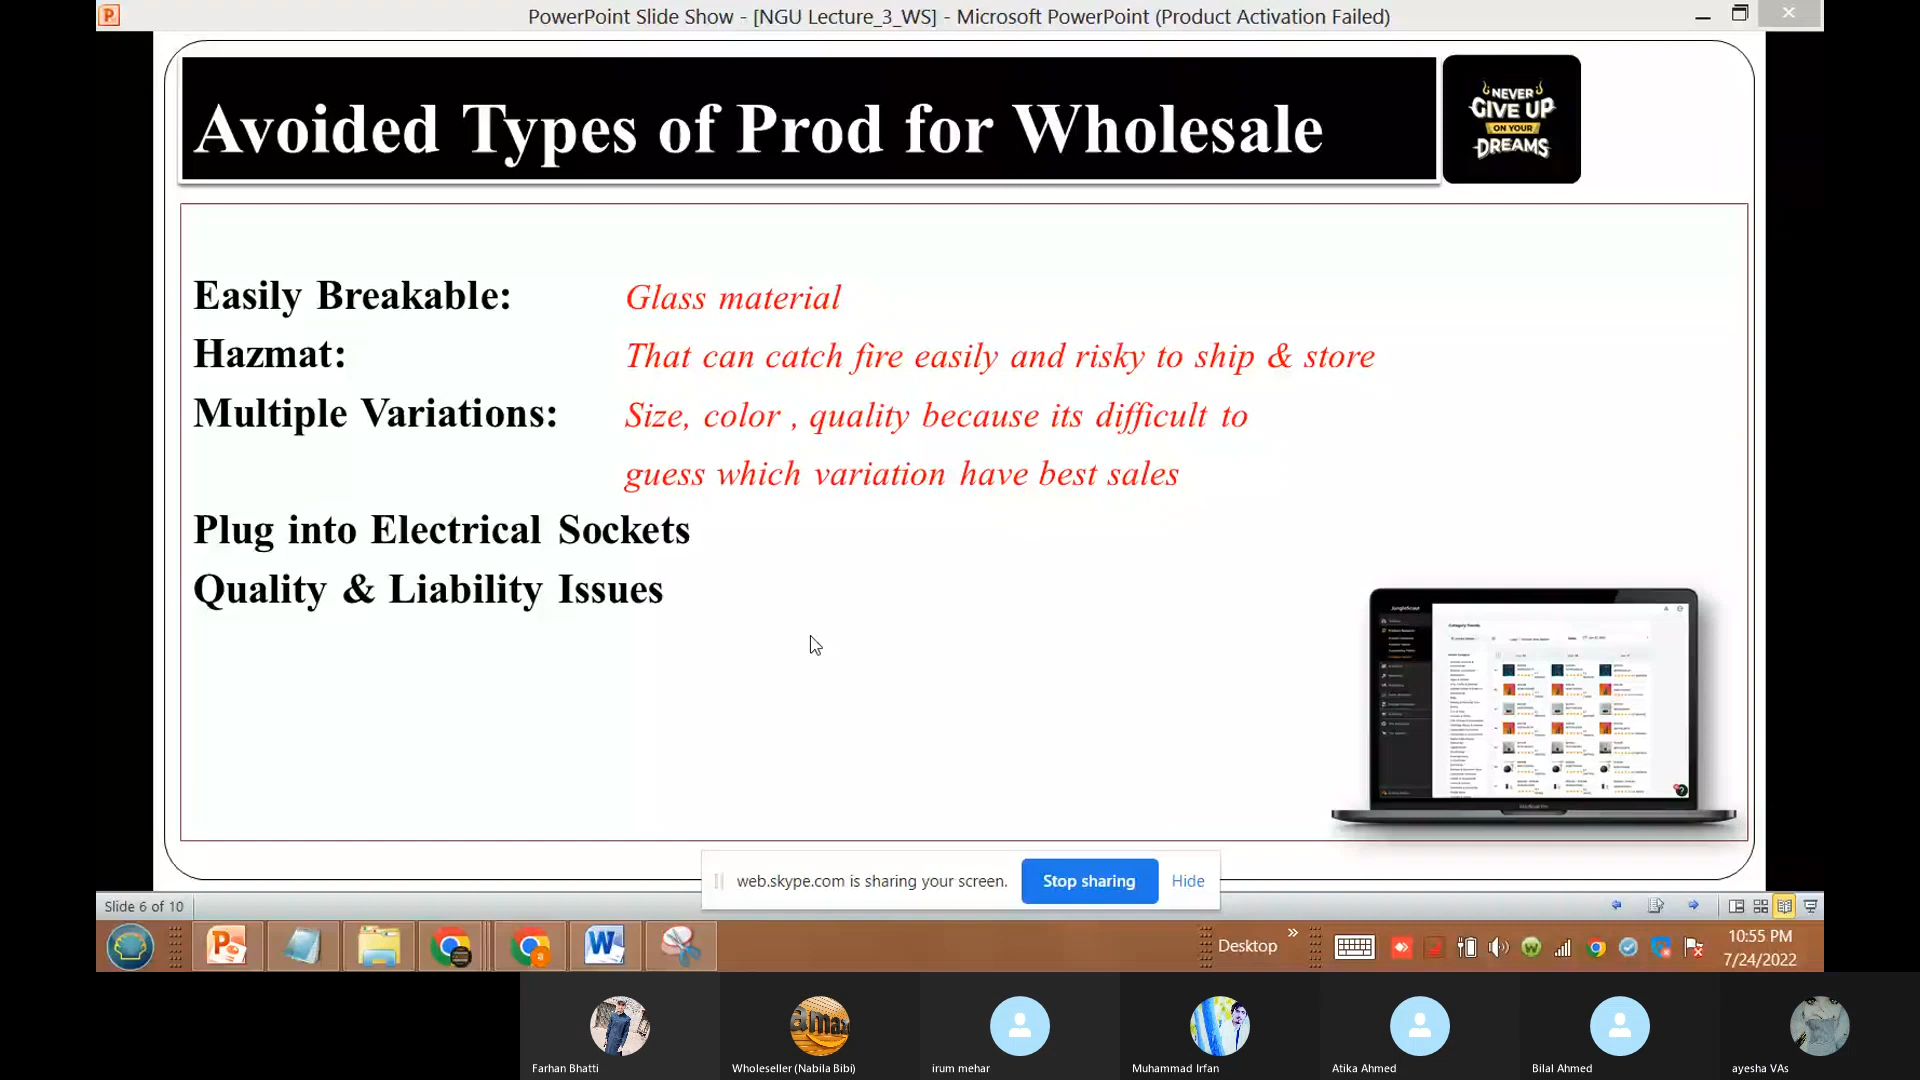 PowerPoint Slide Show - [NGU Lecture_3_WS] - Microsoft PowerPoint (Product Activation Failed)
Avoided Types of Prod for Wholesale
NEVER
GIVE UP
ON YOUR
DREAMS
Easily Breakable: Glass material
Hazmat: That can catch fire easily and risky to ship & store
Multiple Variations: Size, color , quality because its difficult to
guess which variation have best sales
Plug into Electrical Sockets
Quality & Liability Issues
JungleScout
Category Trends
web.skype.com is sharing your screen. Stop sharing Hide
Slide 6 of 10
Desktop
10:55 PM
7/24/2022
amaz
Farhan Bhatti
Wholeseller (Nabila Bibi)
irum mehar
Muhammad Irfan
Atika Ahmed
Bilal Ahmed
ayesha VAs